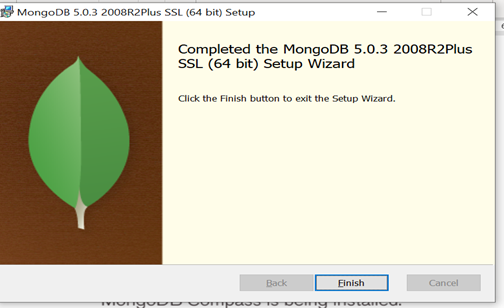 MongoDB 5.0.3 2008R2Plus SSL (64 bit) Setup
Completed the MongoDB 5.0.3 2008R2Plus
SSL (64 bit) Setup Wizard
Click the Finish button to exit the Setup Wizard.
Back Finish Cancel
MongoDB Compass is being installed.